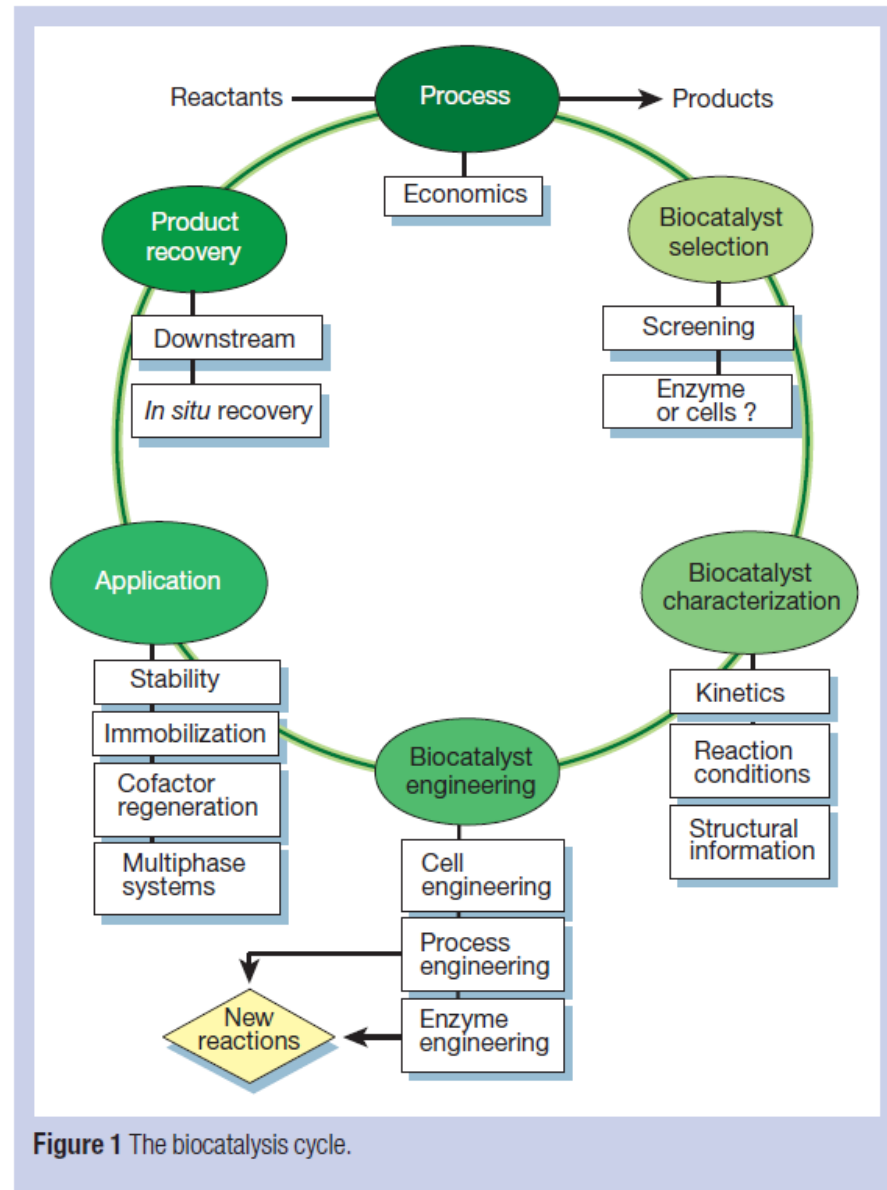 Reactants
Process
Products
Economics
Biocatalyst
selection
Screening
Enzyme
or cells ?
Biocatalyst
characterization
Kinetics
Reaction
conditions
Structural
information
Biocatalyst
engineering
Cell
engineering
Process
engineering
Enzyme
engineering
New
reactions
Application
Stability
Immobilization
Cofactor
regeneration
Multiphase
systems
Product
recovery
Downstream
In situ recovery
Figure 1 The biocatalysis cycle.